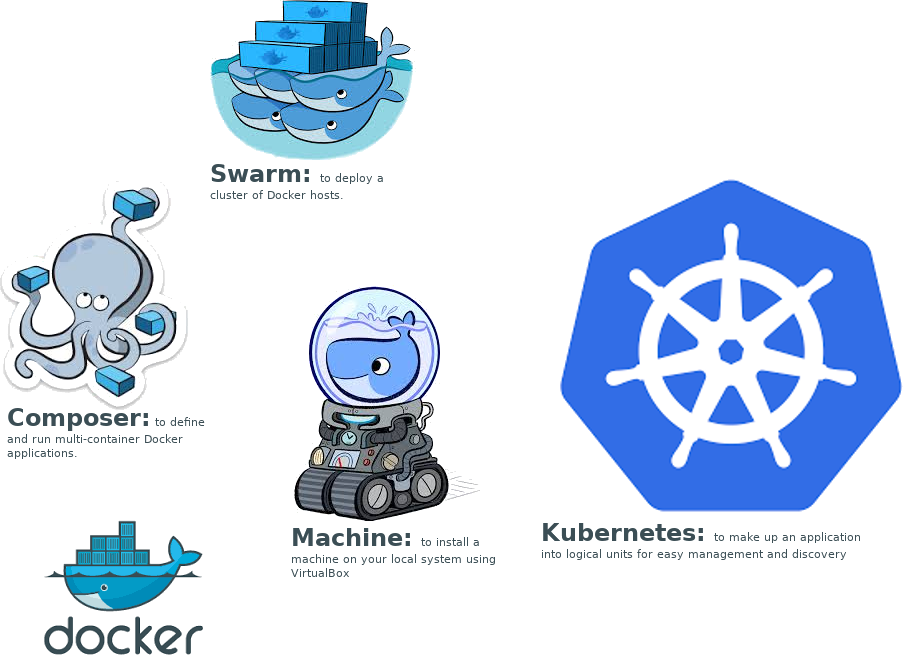 Swarm: to deploy a
cluster of Docker hosts.
Composer: to define
and run multi-container Docker
applications.
Machine: to install a
machine on your local system using
VirtualBox
Kubernetes: to make up an application
into logical units for easy management and discovery
docker